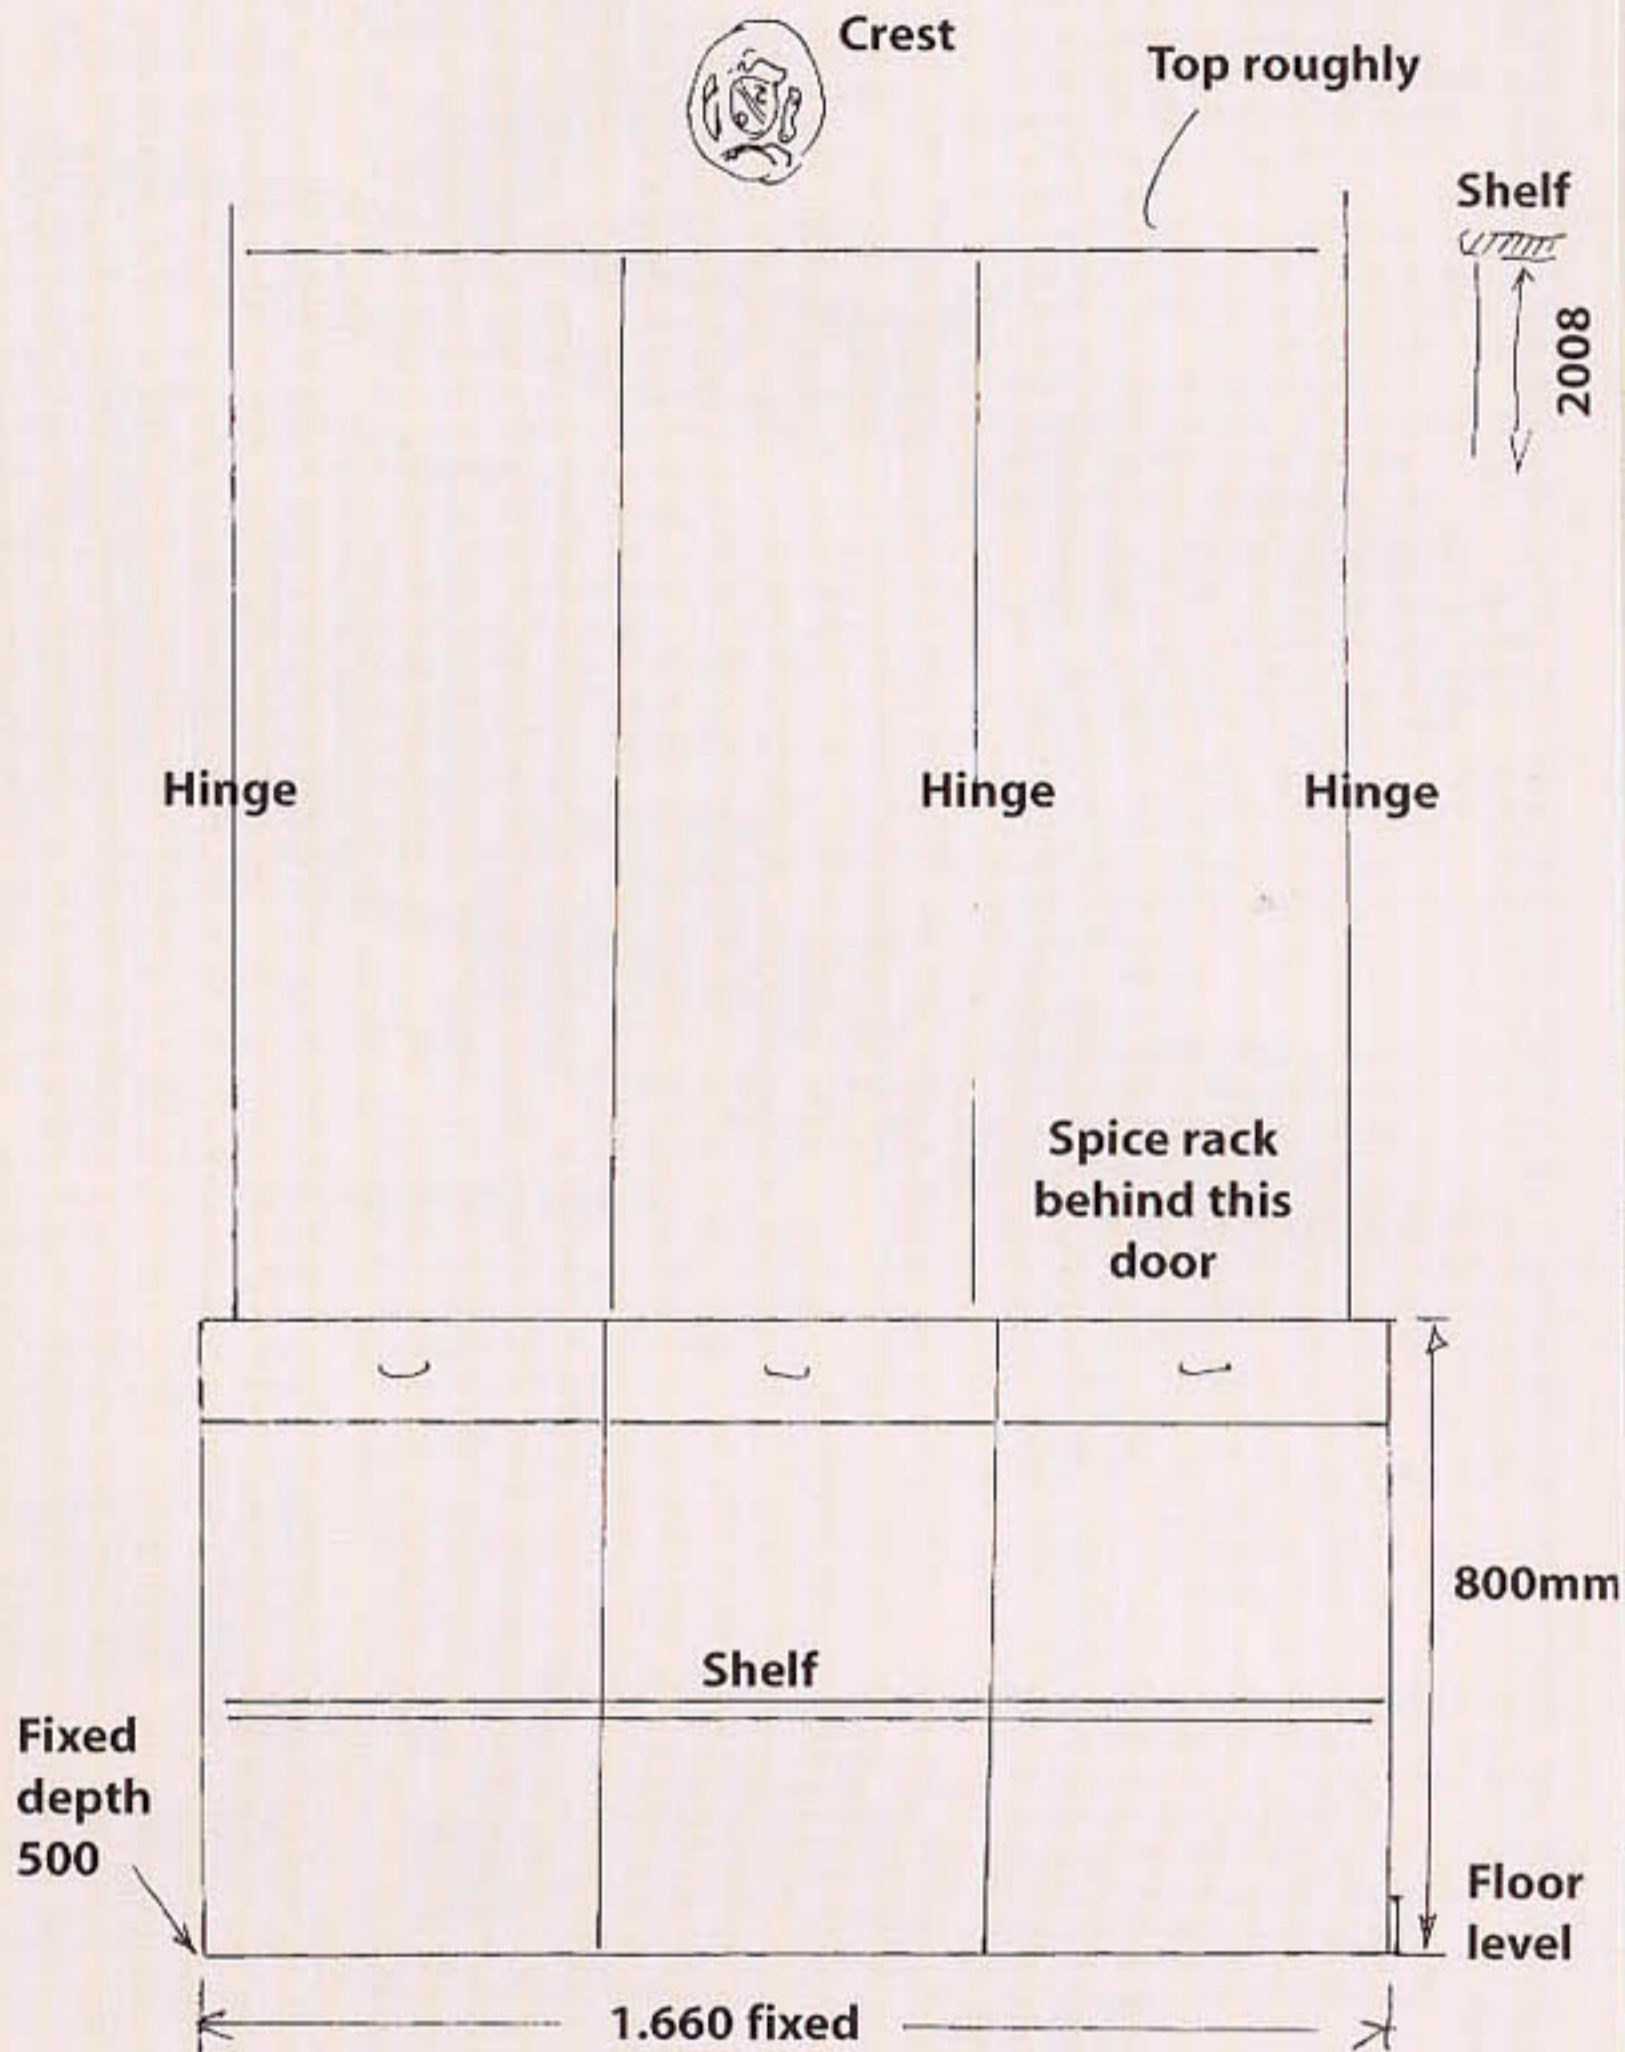 Crest
Top roughly
Shelf
2008
Hinge
Hinge
Hinge
Spice rack
behind this
door
800mm
Shelf
Fixed
depth
500
Floor
level
1.660 fixed